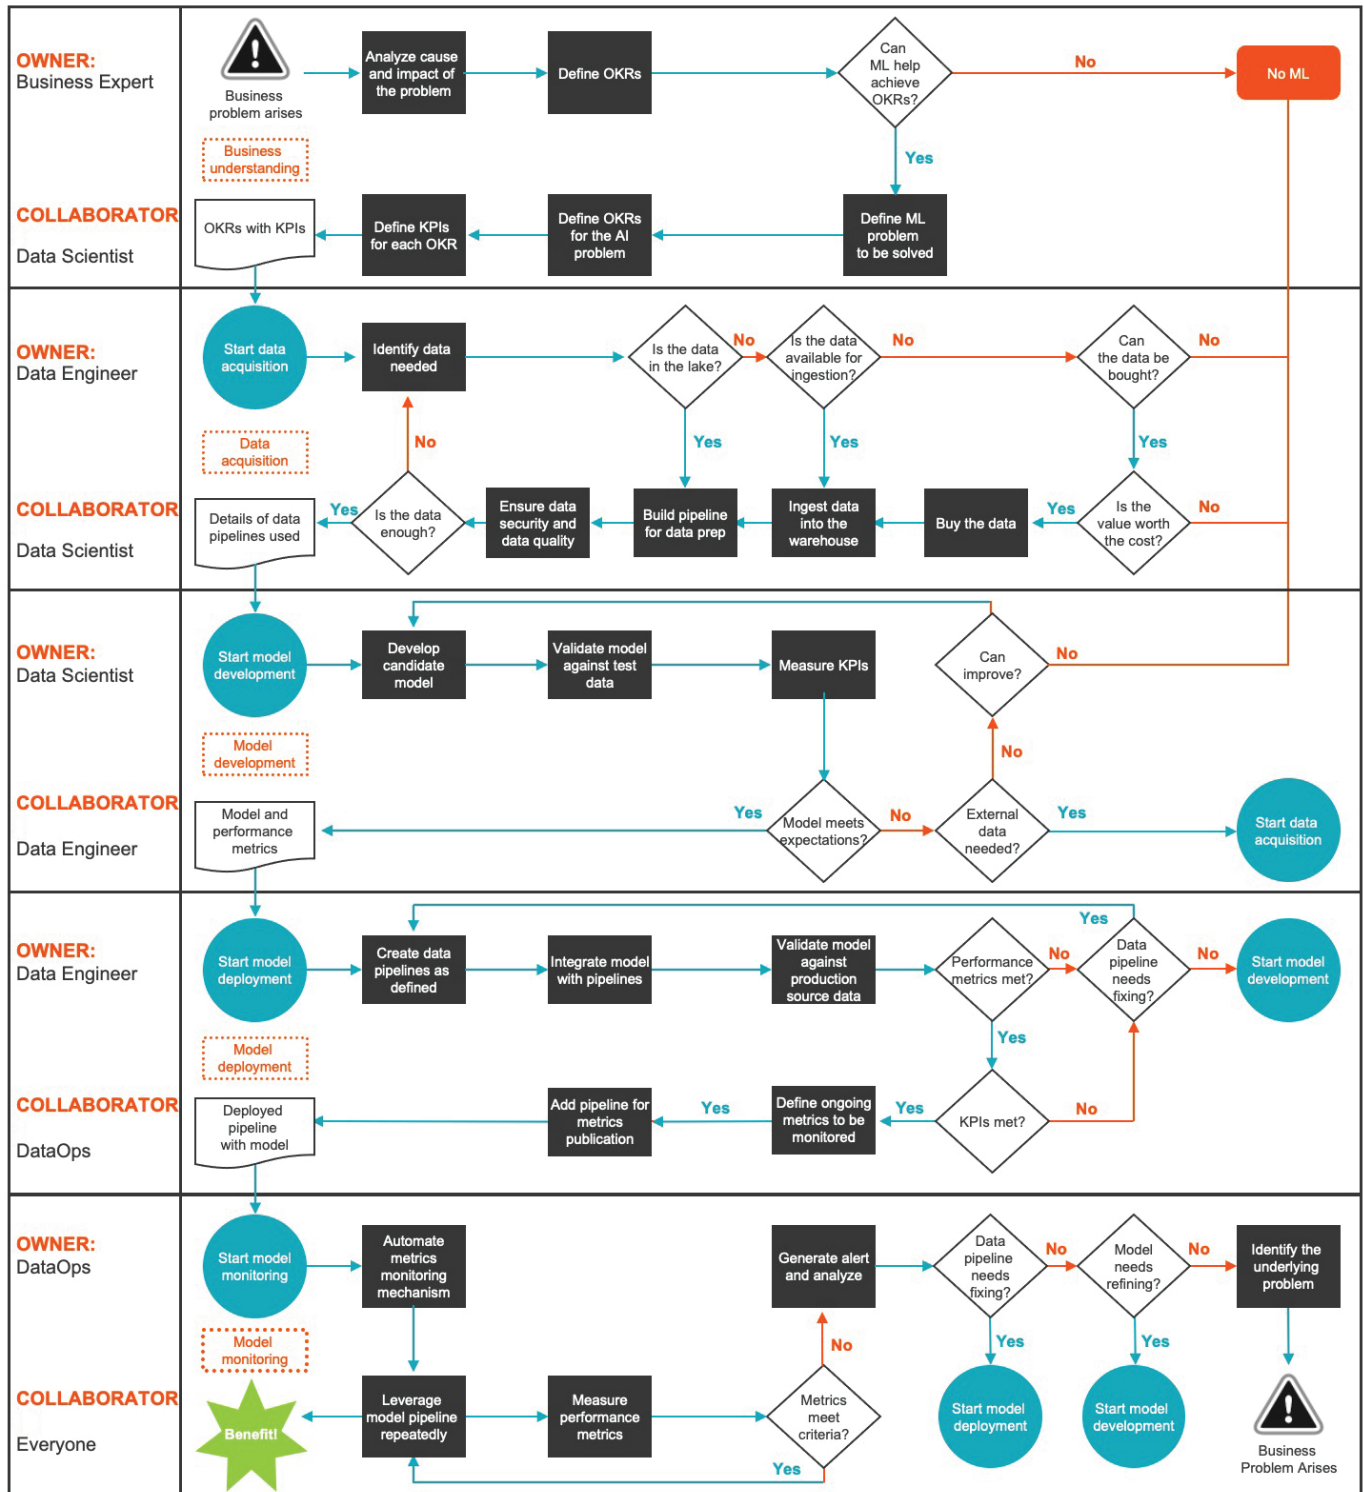 OWNER:
Business Expert
Business
problem arises
Analyze cause
and impact of
the problem
Define OKRs
Can
ML help
achieve
OKRs?
No
No ML
Yes
Business
understanding
COLLABORATOR
Data Scientist
OKRs with KPIs
Define KPIs
for each OKR
Define OKRs
for the AI
problem
Define ML
problem
to be solved
OWNER:
Data Engineer
Start data
acquisition
Identify data
needed
Is the data
in the lake?
No
Is the data
available for
ingestion?
No
Can
the data be
bought?
No
Data
acquisition
No
Yes
Yes
Yes
COLLABORATOR
Data Scientist
Details of data
pipelines used
Yes
Is the data
enough?
Ensure data
security and
data quality
Build pipeline
for data prep
Ingest data
into the
warehouse
Buy the data
Yes
Is the
value worth
the cost?
No
OWNER:
Data Scientist
Start model
development
Develop
candidate
model
Validate model
against test
data
Measure KPIs
Can
improve?
No
Model
development
No
COLLABORATOR
Data Engineer
Model and
performance
metrics
Yes
Model meets
expectations?
No
External
data
needed?
Yes
Start data
acquisition
OWNER:
Data Engineer
Start model
deployment
Create data
pipelines as
defined
Integrate model
with pipelines
Validate model
against
production
source data
Performance
metrics met?
No
Yes
Data
pipeline
needs
fixing?
No
Start model
development
Model
deployment
Yes
COLLABORATOR
DataOps
Deployed
pipeline
with model
Add pipeline for
metrics
publication
Yes
Define ongoing
metrics to be
monitored
Yes
KPIs met?
No
OWNER:
DataOps
Start model
monitoring
Automate
metrics
monitoring
mechanism
Generate alert
and analyze
Data
pipeline
needs
fixing?
No
Model
needs
refining?
No
Identify the
underlying
problem
Model
monitoring
No
Yes
Yes
COLLABORATOR
Everyone
Benefit!
Leverage
model pipeline
repeatedly
Measure
performance
metrics
Metrics
meet
criteria?
Yes
Start model
deployment
Start model
development
Business
Problem Arises